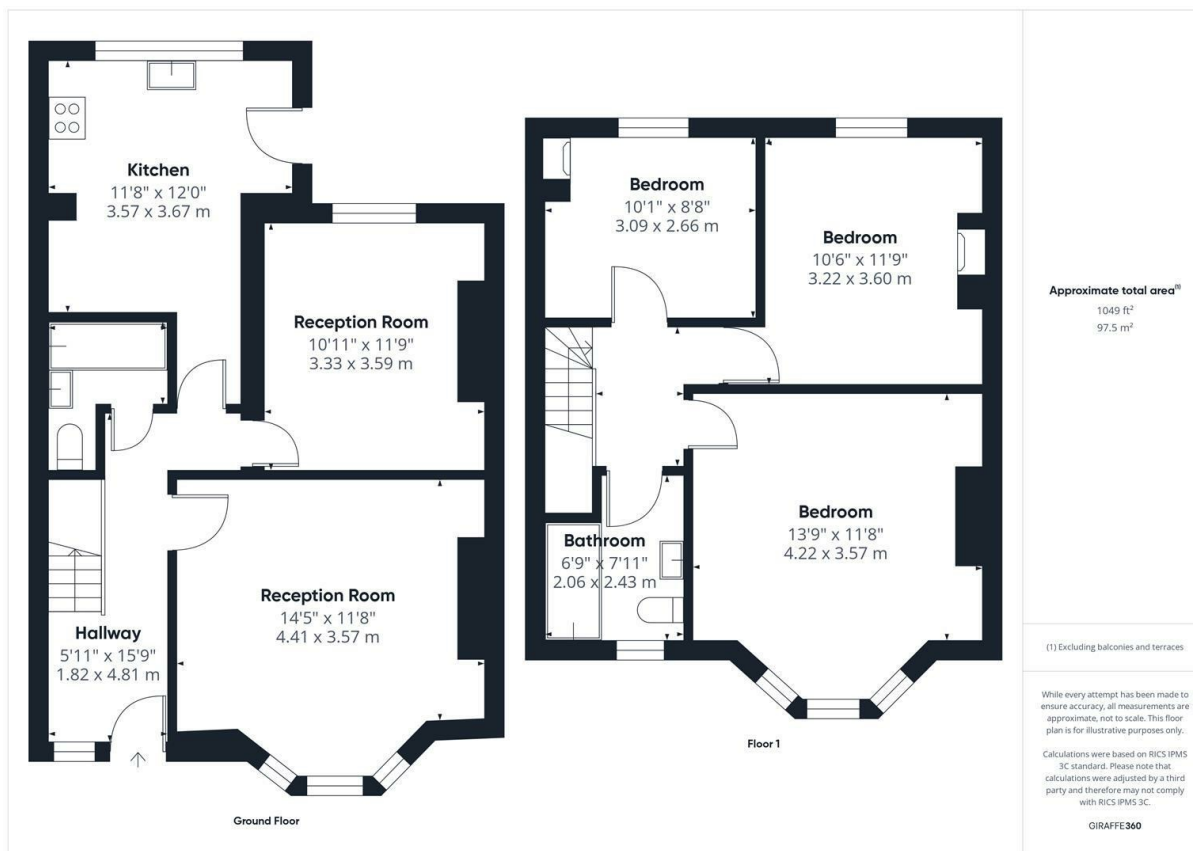 Kitchen
11'8" x 12'0"
3.57 x 3.67 m
Reception Room
10'11" x 11'9"
3.33 x 3.59 m
Reception Room
14'5" x 11'8"
4.41 x 3.57 m
Hallway
5'11" x 15'9"
1.82 x 4.81 m
Ground Floor
Bedroom
10'1" x 8'8"
3.09 x 2.66 m
Bedroom
10'6" x 11'9"
3.22 x 3.60 m
Bedroom
13'9" x 11'8"
4.22 x 3.57 m
Bathroom
6'9" x 7'11"
2.06 x 2.43 m
Floor 1
Approximate total area⁽¹⁾
1049 ft²
97.5 m²
(1) Excluding balconies and terraces
While every attempt has been made to
ensure accuracy, all measurements are
approximate, not to scale. This floor
plan is for illustrative purposes only.
Calculations were based on RICS IPMS
3C standard. Please note that
calculations were adjusted by a third
party and therefore may not comply
with RICS IPMS 3C.
GIRAFFE360